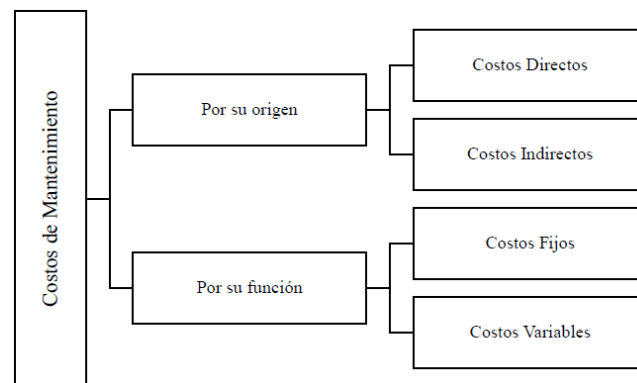 Costos de Mantenimiento
Por su origen
Costos Directos
Costos Indirectos
Por su función
Costos Fijos
Costos Variables